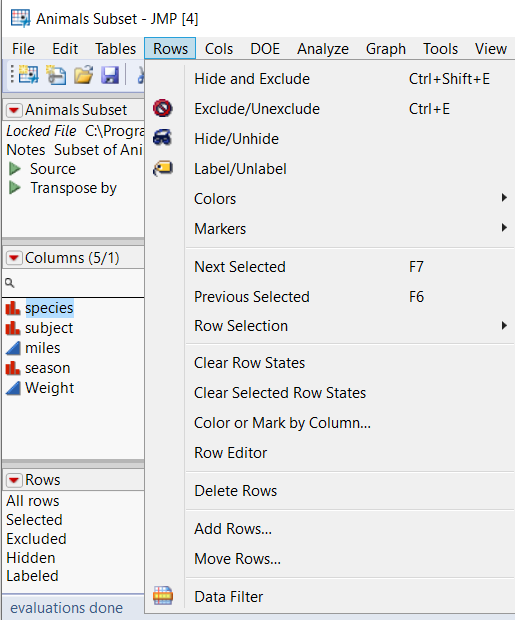 Animals Subset - JMP [4]
File Edit Tables Rows Cols DOE Analyze Graph Tools View
Animals Subset
Locked File C:\Progra
Notes Subset of Ani
Source
Transpose by
Columns (5/1)
species
subject
miles
season
Weight
Rows
All rows
Selected
Excluded
Hidden
Labeled
evaluations done
Hide and Exclude Ctrl+Shift+E
Exclude/Unexclude Ctrl+E
Hide/Unhide
Label/Unlabel
Colors
Markers
Next Selected F7
Previous Selected F6
Row Selection
Clear Row States
Clear Selected Row States
Color or Mark by Column...
Row Editor
Delete Rows
Add Rows...
Move Rows...
Data Filter